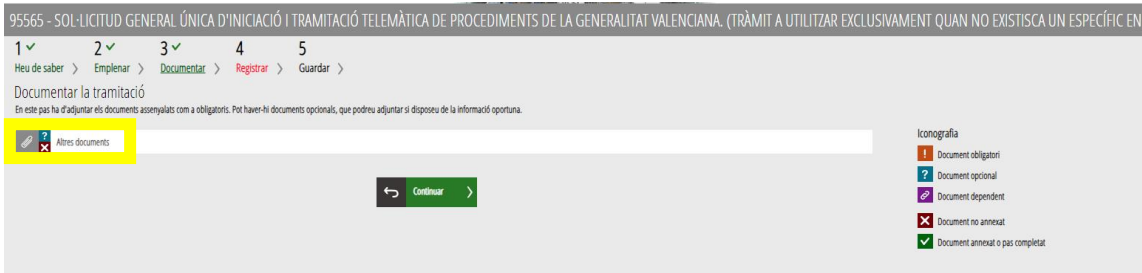 95565 - SOL·LICITUD GENERAL ÚNICA D'INICIACIÓ I TRAMITACIÓ TELEMÀTICA DE PROCEDIMENTS DE LA GENERALITAT VALENCIANA. (TRÀMIT A UTILITZAR EXCLUSIVAMENT QUAN NO EXISTISCA UN ESPECÍFIC EN
1 2 3 4 5
Heu de saber > Emplenar > Documentar > Registrar > Guardar >
Documentar la tramitació
En este pas ha d'adjuntar els documents assenyalats com a obligatoris. Pot haver-hi documents opcionals, que podreu adjuntar si disposeu de la informació oportuna.
? Altres documents
Continuar >
Iconografia
! Document obligatori
? Document opcional
Document dependent
Document no annexat
Document annexat o pas completat